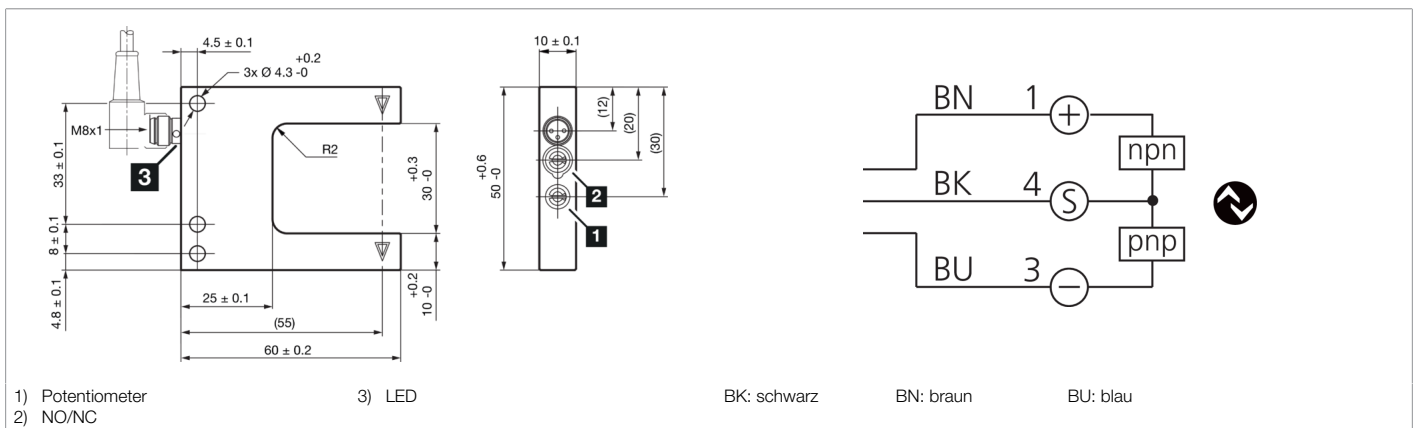 4.5 ± 0.1
+0.2
3x Ø 4.3 -0
M8x1
3
33 ± 0.1
8 ± 0.1
4.8 ± 0.1
R2
+0.3
30 -0
+0.2
10 -0
25 ± 0.1
(55)
60 ± 0.2
10 ± 0.1
(12)
(20)
(30)
+0.6
50 -0
2
1
BN 1 +
npn
BK 4 S
pnp
BU 3 −
1) Potentiometer
2) NO/NC
3) LED
BK: schwarz
BN: braun
BU: blau